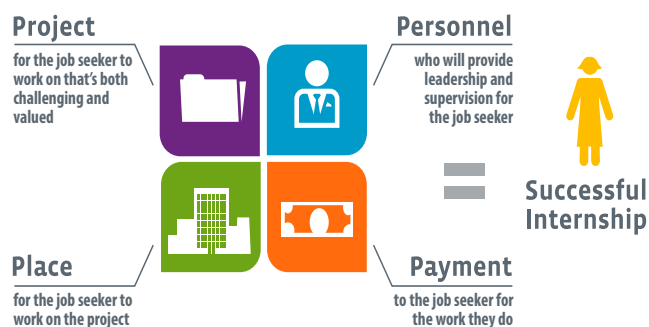 Project
for the job seeker to
work on that's both
challenging and
valued
Personnel
who will provide
leadership and
supervision for
the job seeker
=
Successful
Internship
Place
for the job seeker to
work on the project
Payment
to the job seeker for
the work they do